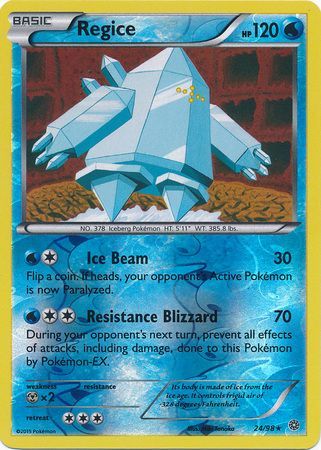 BASIC
Regice
HP120
NO. 378 Iceberg Pokémon HT: 5'11" WT: 385.8 lbs.
Ice Beam 30
Flip a coin. If heads, your opponent's Active Pokémon
is now Paralyzed.
Resistance Blizzard 70
During your opponent's next turn, prevent all effects
of attacks, including damage, done to this Pokémon
by Pokémon-EX.
weakness resistance
×2
retreat
Its body is made of ice from the
ice age. It controls frigid air of
-328 degrees Fahrenheit.
©2015 Pokémon
Illus. Tanaka
24/98★